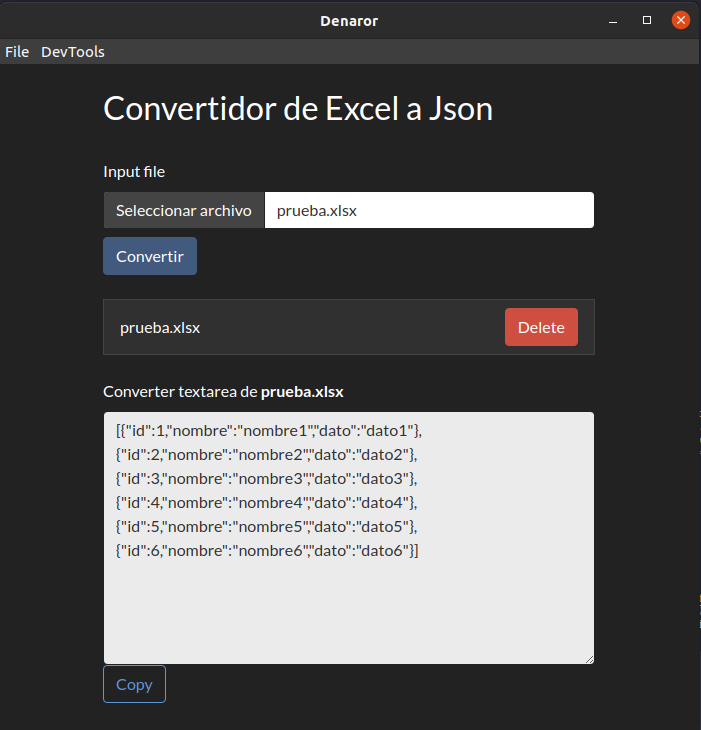 Denaror
File DevTools
Convertidor de Excel a Json
Input file
Seleccionar archivo prueba.xlsx
Convertir
prueba.xlsx Delete
Converter textarea de prueba.xlsx
[{"id":1,"nombre":"nombre1","dato":"dato1"},
{"id":2,"nombre":"nombre2","dato":"dato2"},
{"id":3,"nombre":"nombre3","dato":"dato3"},
{"id":4,"nombre":"nombre4","dato":"dato4"},
{"id":5,"nombre":"nombre5","dato":"dato5"},
{"id":6,"nombre":"nombre6","dato":"dato6"}]
Copy